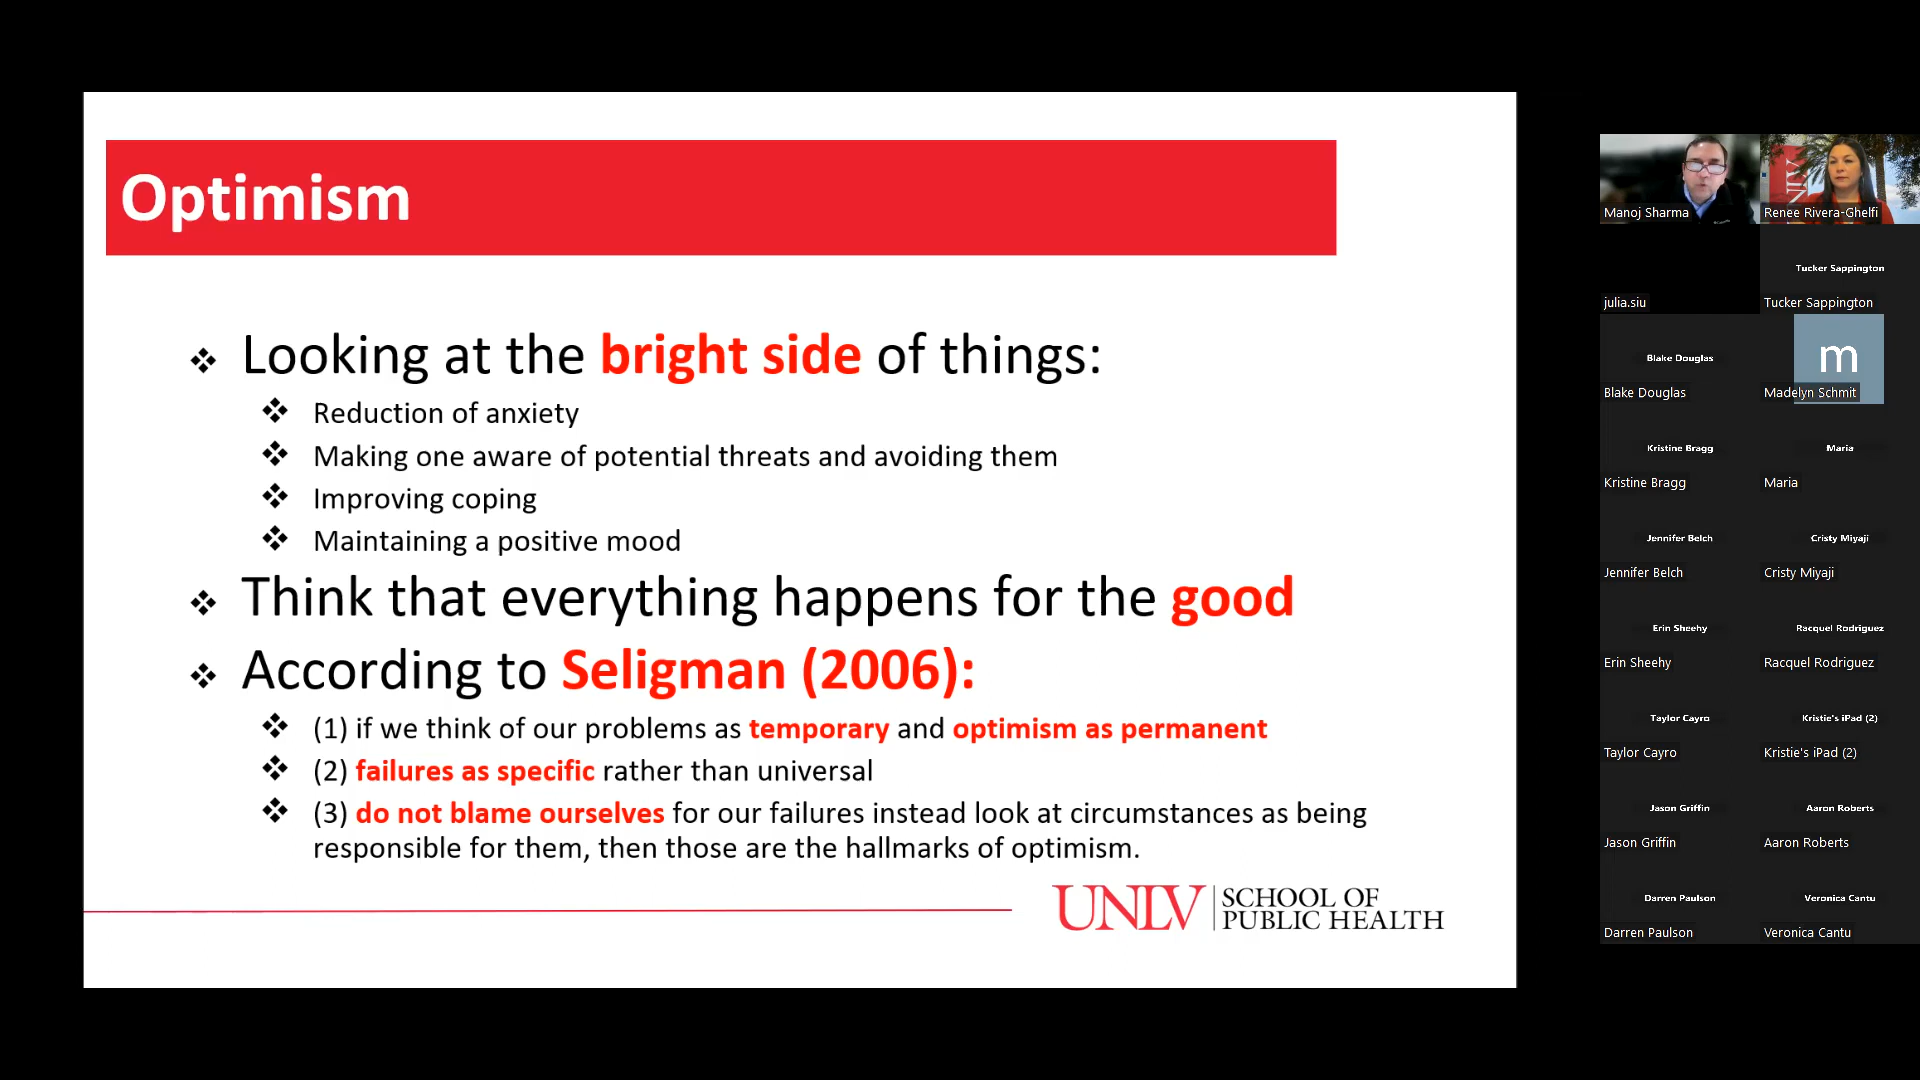 Optimism
❖ Looking at the bright side of things:
❖ Reduction of anxiety
❖ Making one aware of potential threats and avoiding them
❖ Improving coping
❖ Maintaining a positive mood
❖ Think that everything happens for the good
❖ According to Seligman (2006):
❖ (1) if we think of our problems as temporary and optimism as permanent
❖ (2) failures as specific rather than universal
❖ (3) do not blame ourselves for our failures instead look at circumstances as being
responsible for them, then those are the hallmarks of optimism.
UNLV SCHOOL OF
PUBLIC HEALTH
Manoj Sharma
Renee Rivera-Ghelfi
julia.siu
Tucker Sappington
Tucker Sappington
Blake Douglas
Blake Douglas
m
Madelyn Schmit
Kristine Bragg
Kristine Bragg
Maria
Maria
Jennifer Belch
Jennifer Belch
Cristy Miyaji
Cristy Miyaji
Erin Sheehy
Erin Sheehy
Racquel Rodriguez
Racquel Rodriguez
Taylor Cayro
Taylor Cayro
Kristie's iPad (2)
Kristie's iPad (2)
Jason Griffin
Jason Griffin
Aaron Roberts
Aaron Roberts
Darren Paulson
Darren Paulson
Veronica Cantu
Veronica Cantu